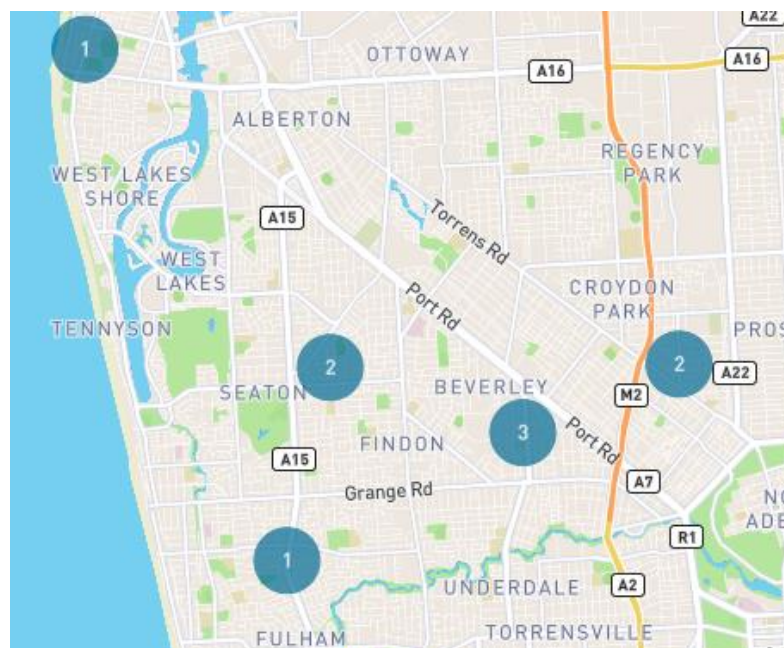 A22
1
OTTOWAY
A16
A16
ALBERTON
REGENCY
PARK
WEST LAKES
SHORE
A15
Torrens Rd
WEST
LAKES
CROYDON
PARK
Port Rd
TENNYSON
PROS
2
2
A22
SEATON
BEVERLEY
M2
3
Port Rd
FINDON
A15
A7
Grange Rd
NO
ADE
R1
1
UNDERDALE
A2
FULHAM
TORRENSVILLE